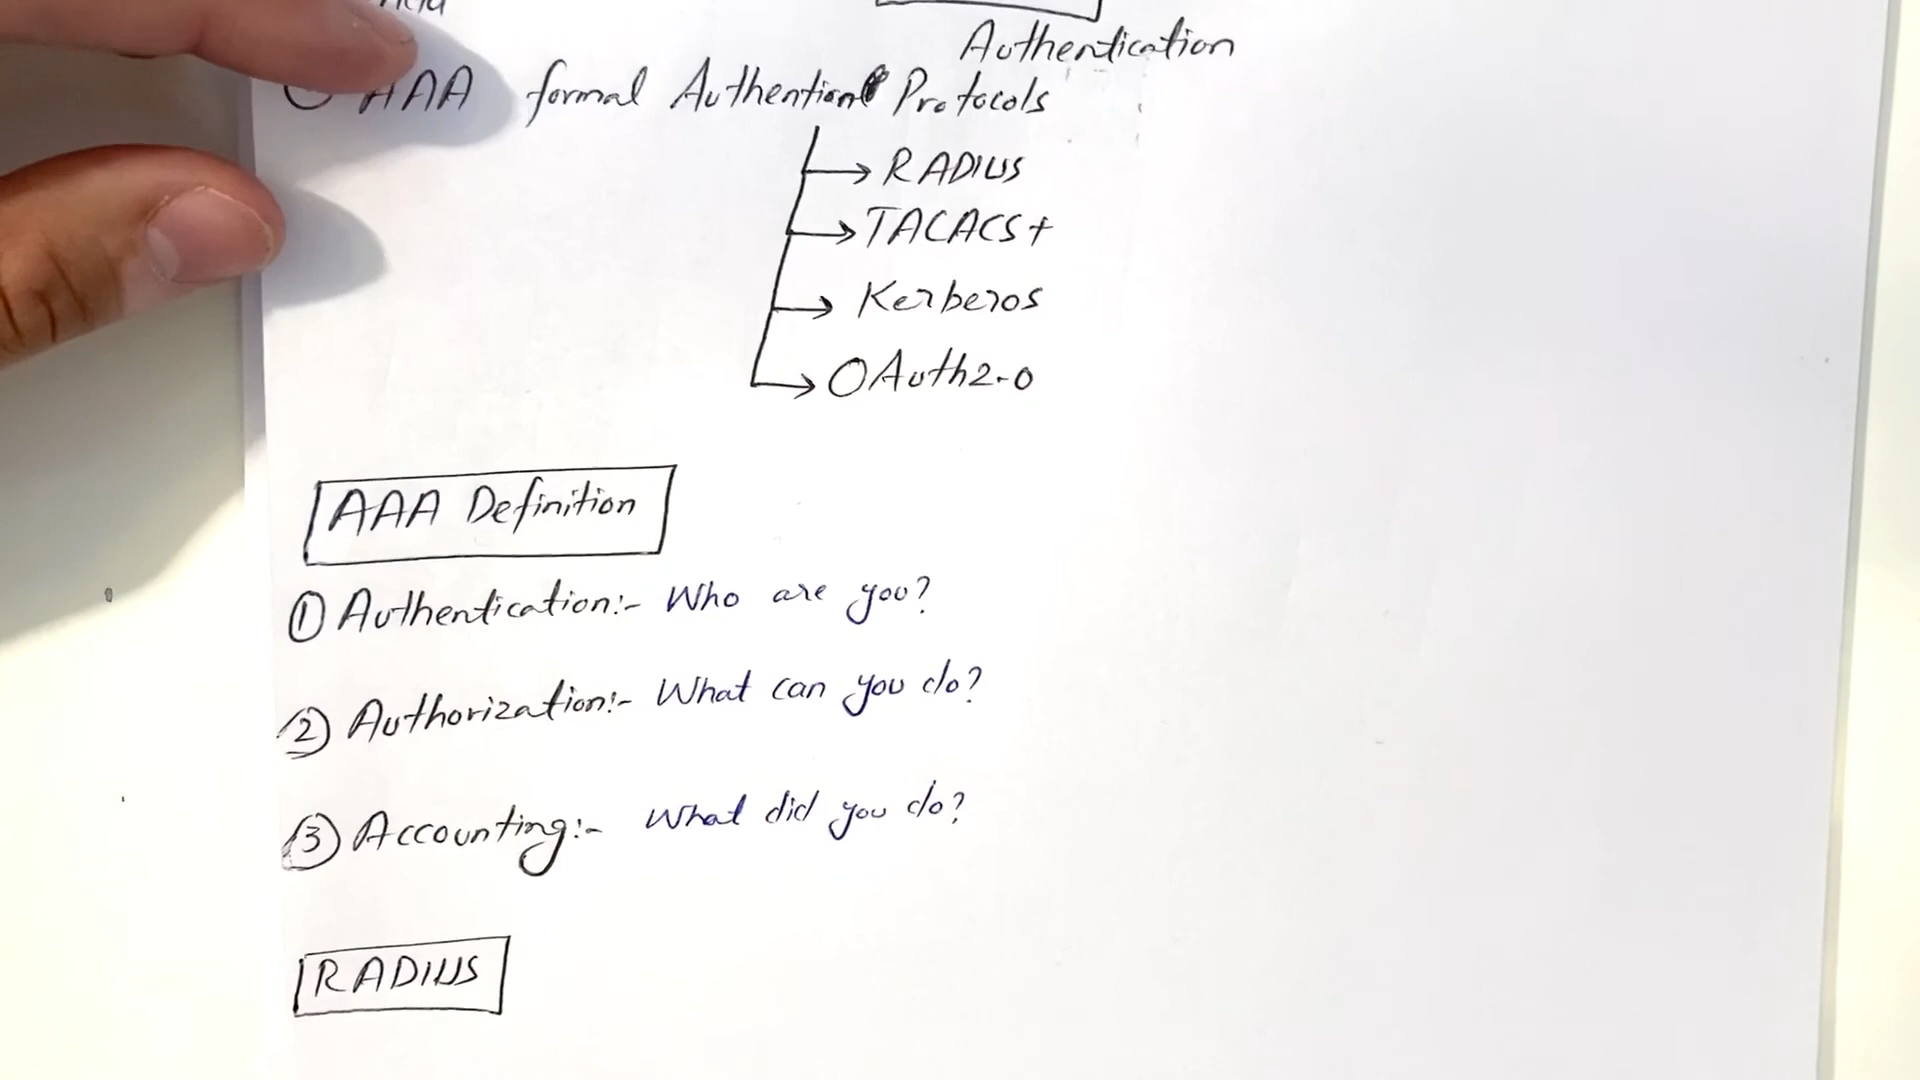 Authentication
AAA formal Authention Protocols
→ RADIUS
→ TACACS+
→ Kerberos
→ OAuth2.0
AAA Definition
① Authentication:- Who are you?
② Authorization:- What can you do?
③ Accounting:- What did you do?
RADIUS